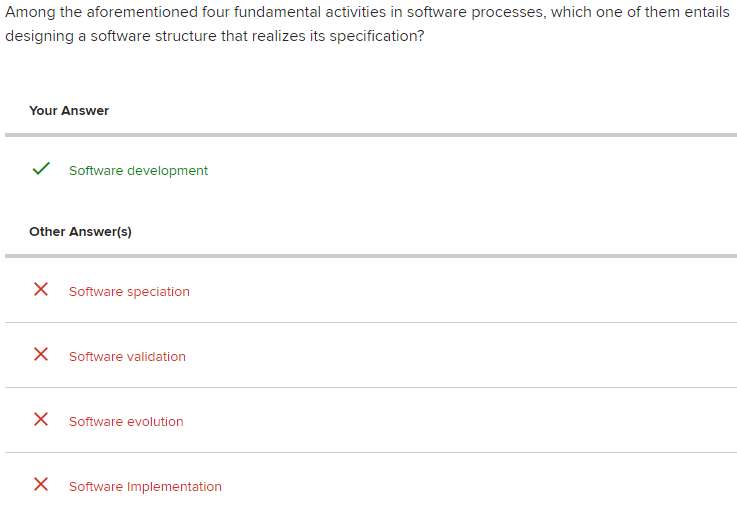 Among the aforementioned four fundamental activities in software processes, which one of them entails
designing a software structure that realizes its specification?
Your Answer
Software development
Other Answer(s)
Software speciation
Software validation
Software evolution
Software Implementation